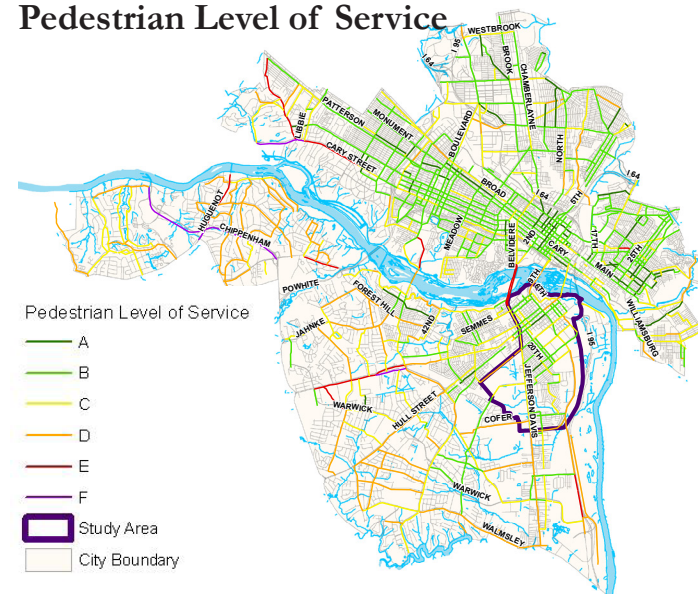 Pedestrian Level of Service
WESTBROOK
I 95
I 64
BROOK
CHAMBERLAYNE
LIBBIE
PATTERSON
MONUMENT
BOULEVARD
NORTH
CARY STREET
BROAD
I 64
I 64
5TH
HUGUENOT
CHIPPENHAM
MEADOW
BELVIDERE
2ND
CARY
17TH
25TH
MAIN
POWHITE
FOREST HILL
9TH
16TH
WILLIAMSBURG
Pedestrian Level of Service
JAHNKE
42ND
SEMMES
I 95
A
20TH
B
JEFFERSON DAVIS
C
WARWICK
HULL STREET
COFER
D
E
WARWICK
F
WALMSLEY
Study Area
City Boundary